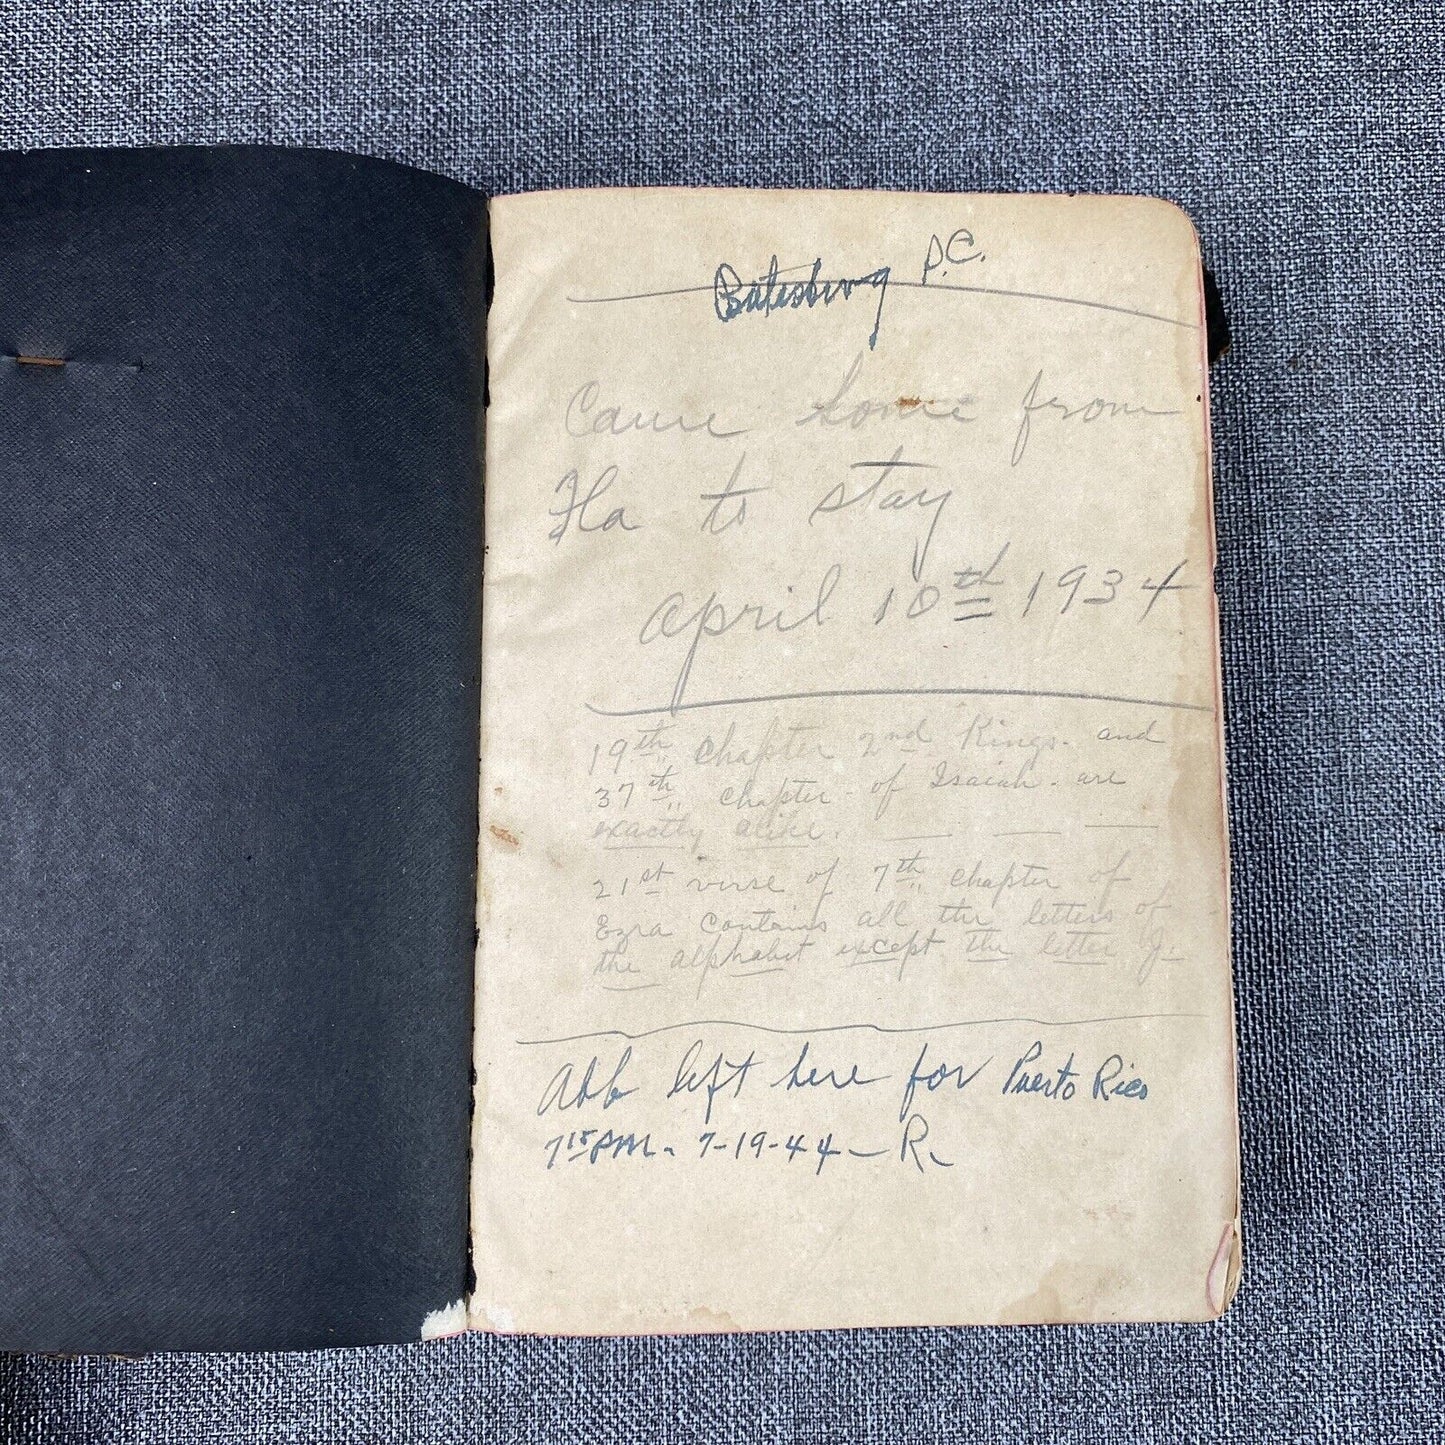 Batesburg S.C.
Came home from
Fla to stay
April 10th 1934
19th chapter 2nd Kings. and
37th chapter - of Isaiah - are
exactly alike.
21st verse of 7th chapter of
Ezra contains all the letters of
the alphabet except the letter J-
left here for Puerto Rico
7 15 PM - 7-19-44 - R-